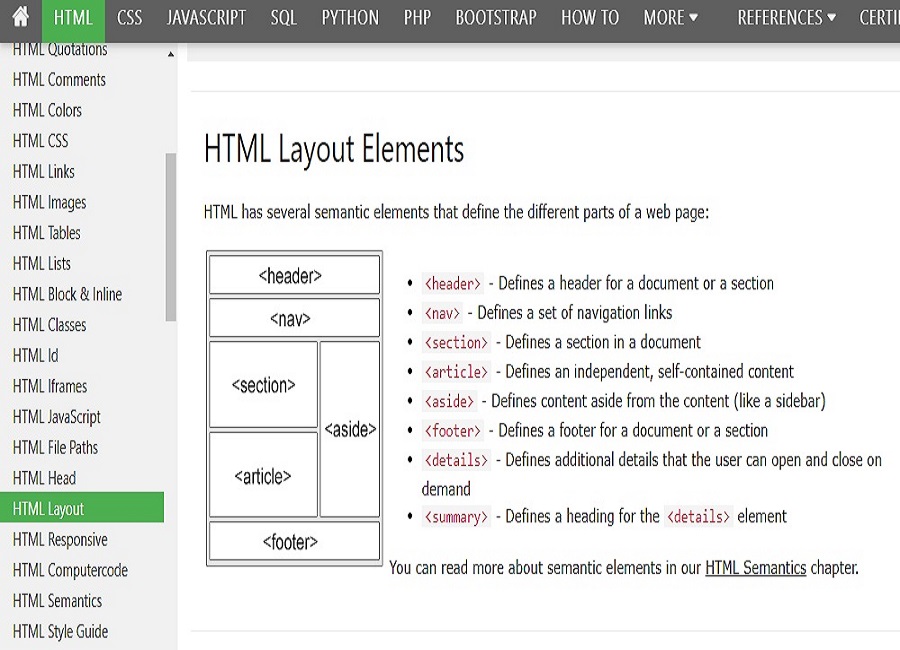 HTML CSS JAVASCRIPT SQL PYTHON PHP BOOTSTRAP HOW TO MORE REFERENCES CERTI
HTML Quotations
HTML Comments
HTML Colors
HTML CSS
HTML Links
HTML Images
HTML Tables
HTML Lists
HTML Block & Inline
HTML Classes
HTML Id
HTML Iframes
HTML JavaScript
HTML File Paths
HTML Head
HTML Layout
HTML Responsive
HTML Computercode
HTML Semantics
HTML Style Guide
HTML Layout Elements
HTML has several semantic elements that define the different parts of a web page:
<header>
<nav>
<section>
<aside>
<article>
<footer>
• <header> - Defines a header for a document or a section
• <nav> - Defines a set of navigation links
• <section> - Defines a section in a document
• <article> - Defines an independent, self-contained content
• <aside> - Defines content aside from the content (like a sidebar)
• <footer> - Defines a footer for a document or a section
• <details> - Defines additional details that the user can open and close on
demand
• <summary> - Defines a heading for the <details> element
You can read more about semantic elements in our HTML Semantics chapter.